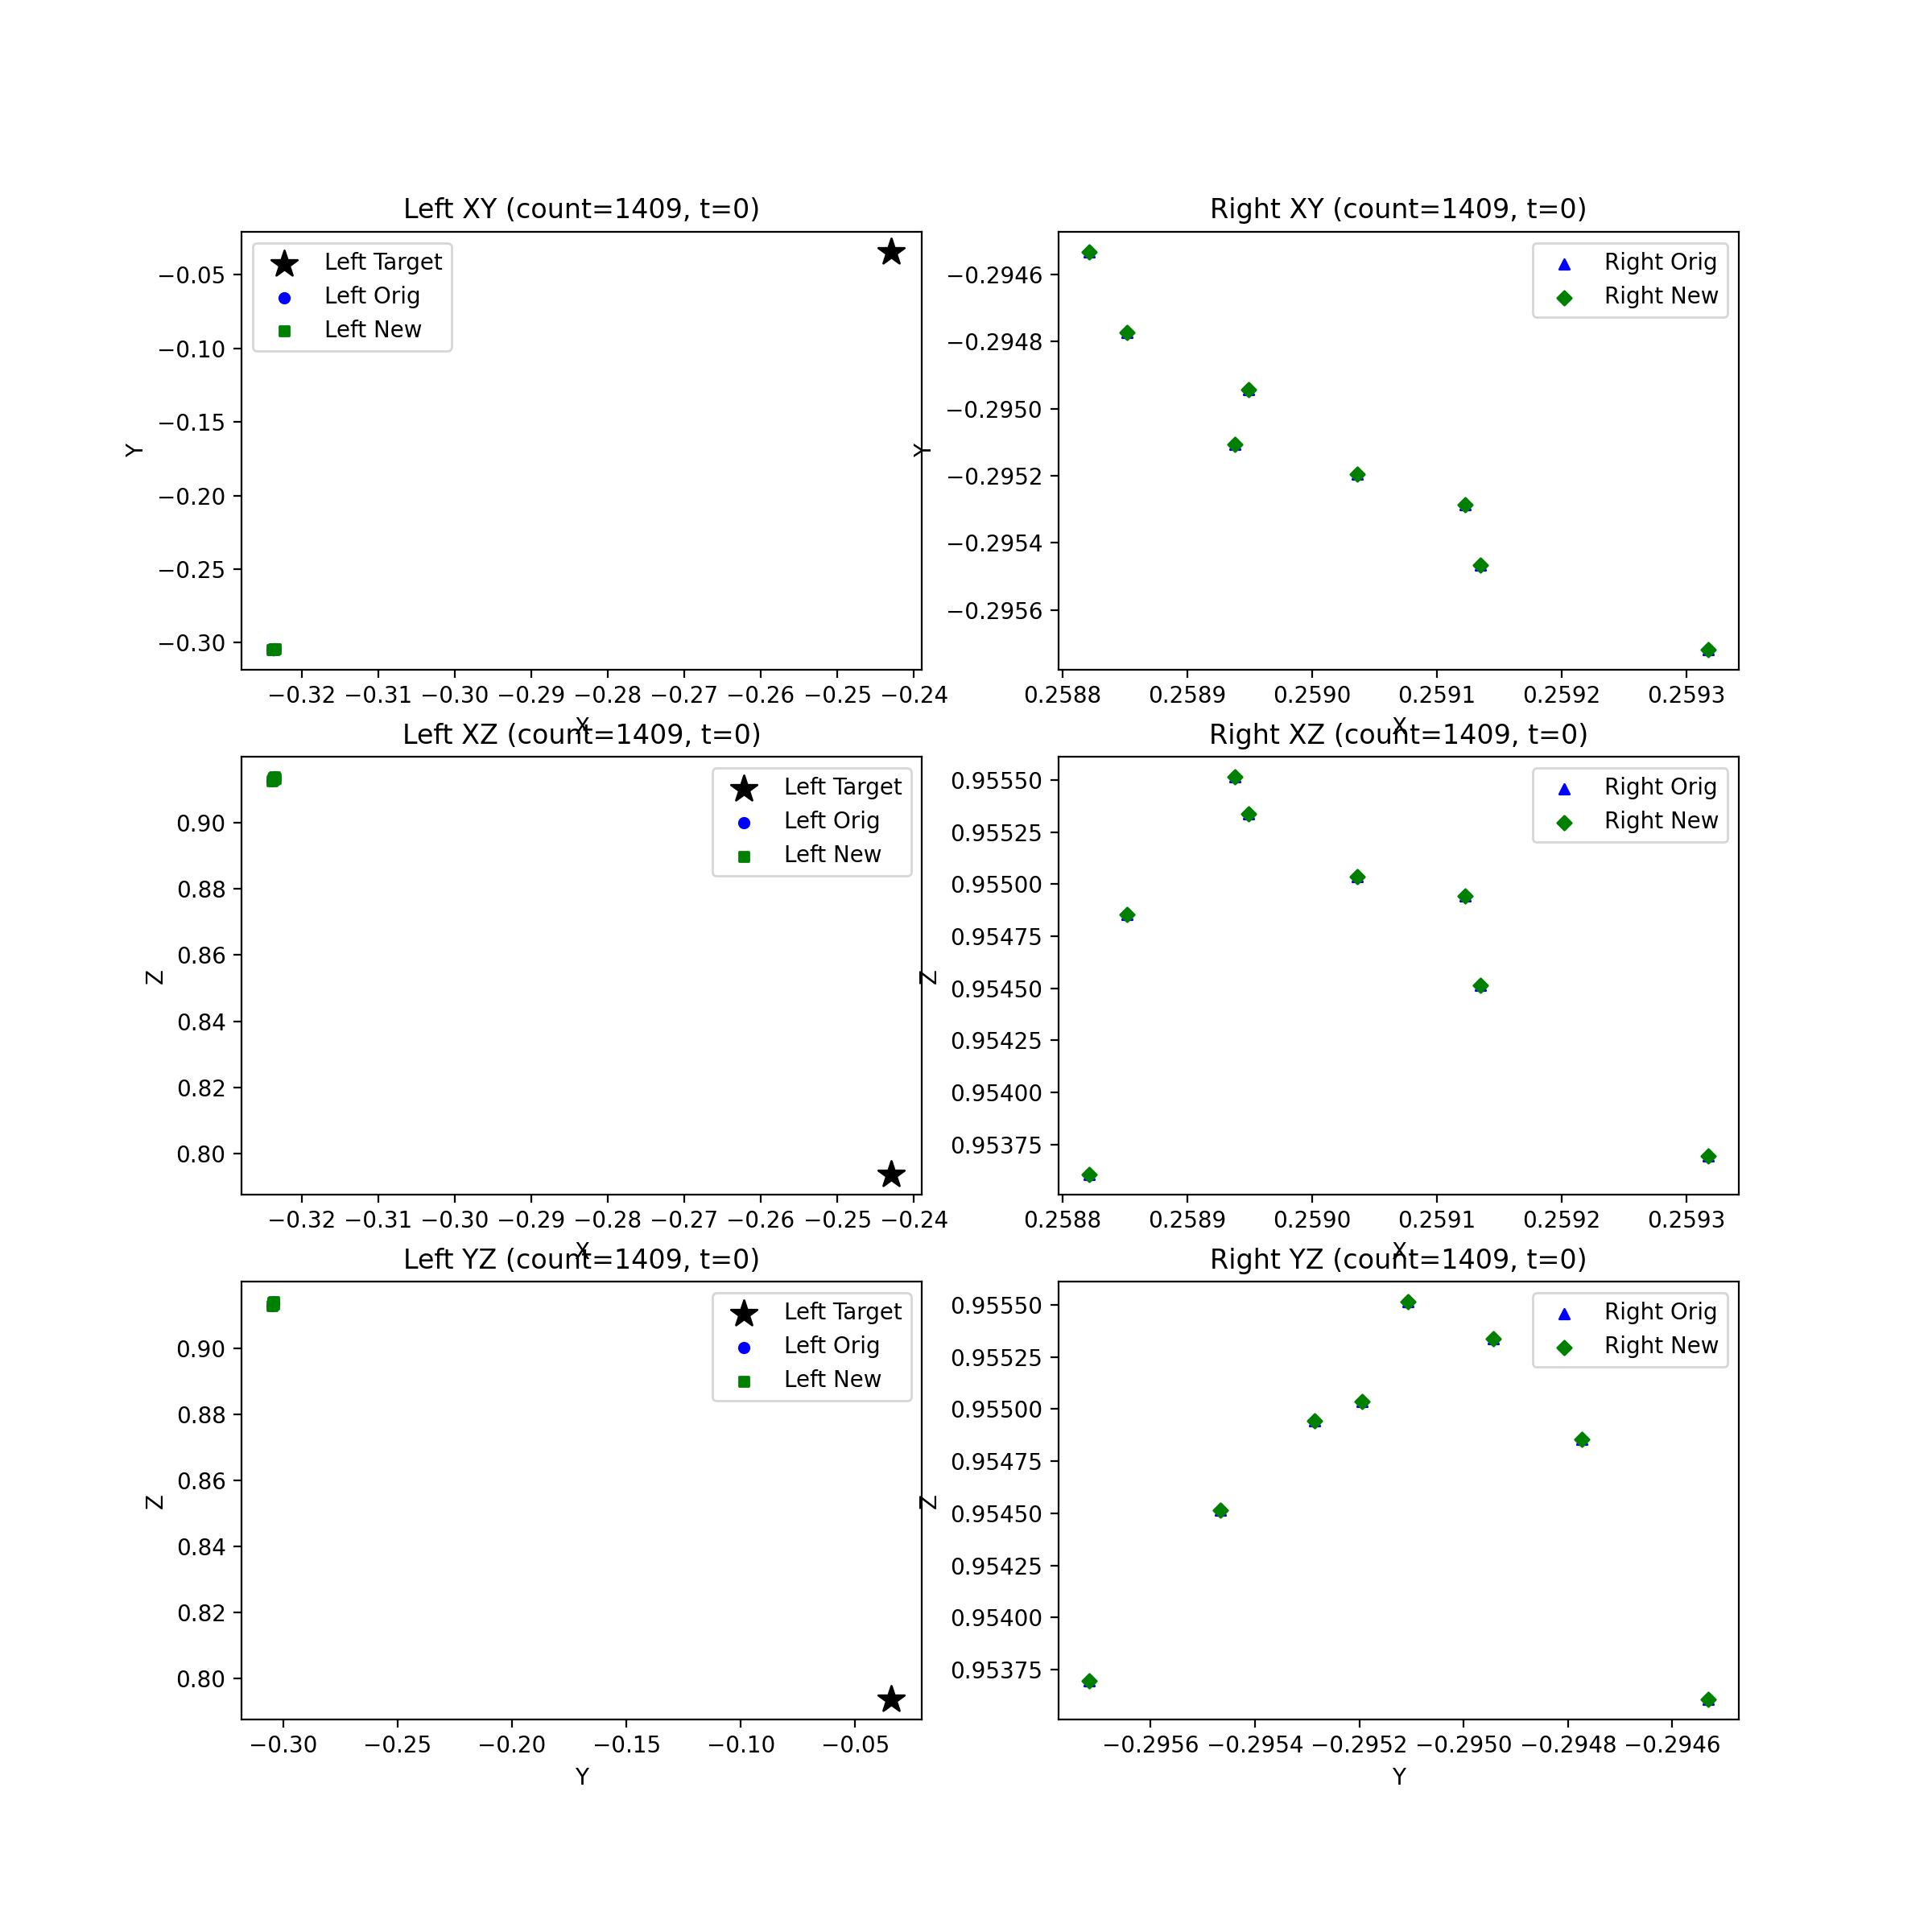 Left XY (count=1409, t=0)
Left Target
Left Orig
Left New
−0.05
−0.10
−0.15
−0.20
−0.25
−0.30
Y
−0.32 −0.31 −0.30 −0.29 −0.28 −0.27 −0.26 −0.25 −0.24
X
Right XY (count=1409, t=0)
Right Orig
Right New
−0.2946
−0.2948
−0.2950
−0.2952
−0.2954
−0.2956
Y
0.2588 0.2589 0.2590 0.2591 0.2592 0.2593
X
Left XZ (count=1409, t=0)
Left Target
Left Orig
Left New
0.90
0.88
0.86
0.84
0.82
0.80
Z
−0.32 −0.31 −0.30 −0.29 −0.28 −0.27 −0.26 −0.25 −0.24
X
Right XZ (count=1409, t=0)
Right Orig
Right New
0.95550
0.95525
0.95500
0.95475
0.95450
0.95425
0.95400
0.95375
Z
0.2588 0.2589 0.2590 0.2591 0.2592 0.2593
X
Left YZ (count=1409, t=0)
Left Target
Left Orig
Left New
0.90
0.88
0.86
0.84
0.82
0.80
Z
−0.30 −0.25 −0.20 −0.15 −0.10 −0.05
Y
Right YZ (count=1409, t=0)
Right Orig
Right New
0.95550
0.95525
0.95500
0.95475
0.95450
0.95425
0.95400
0.95375
Z
−0.2956 −0.2954 −0.2952 −0.2950 −0.2948 −0.2946
Y